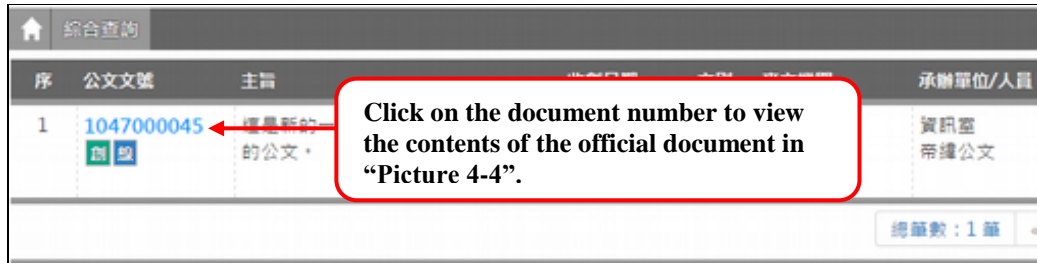 綜合查詢
序 公文文號 主旨 承辦單位/人員
1 1047000045 這是新的一 資訊室
創 線 的公文。 帝緯公文
Click on the document number to view
the contents of the official document in
“Picture 4-4”.
總筆數:1 筆 «